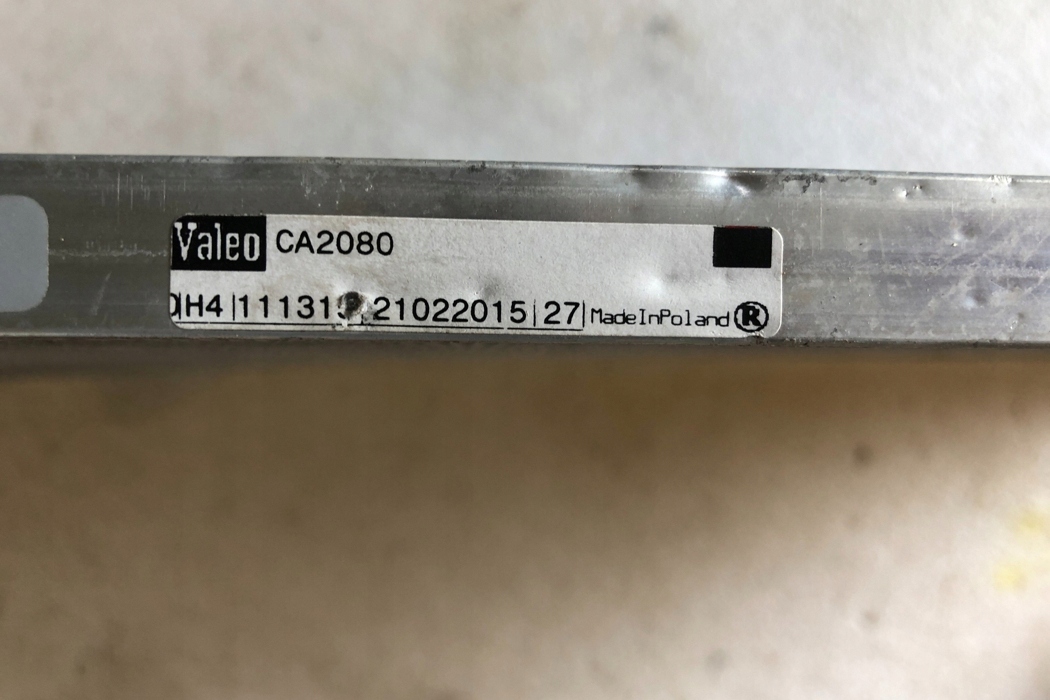 Valeo CA2080
H4 | 21022015 | 27 | MadeInPoland ®